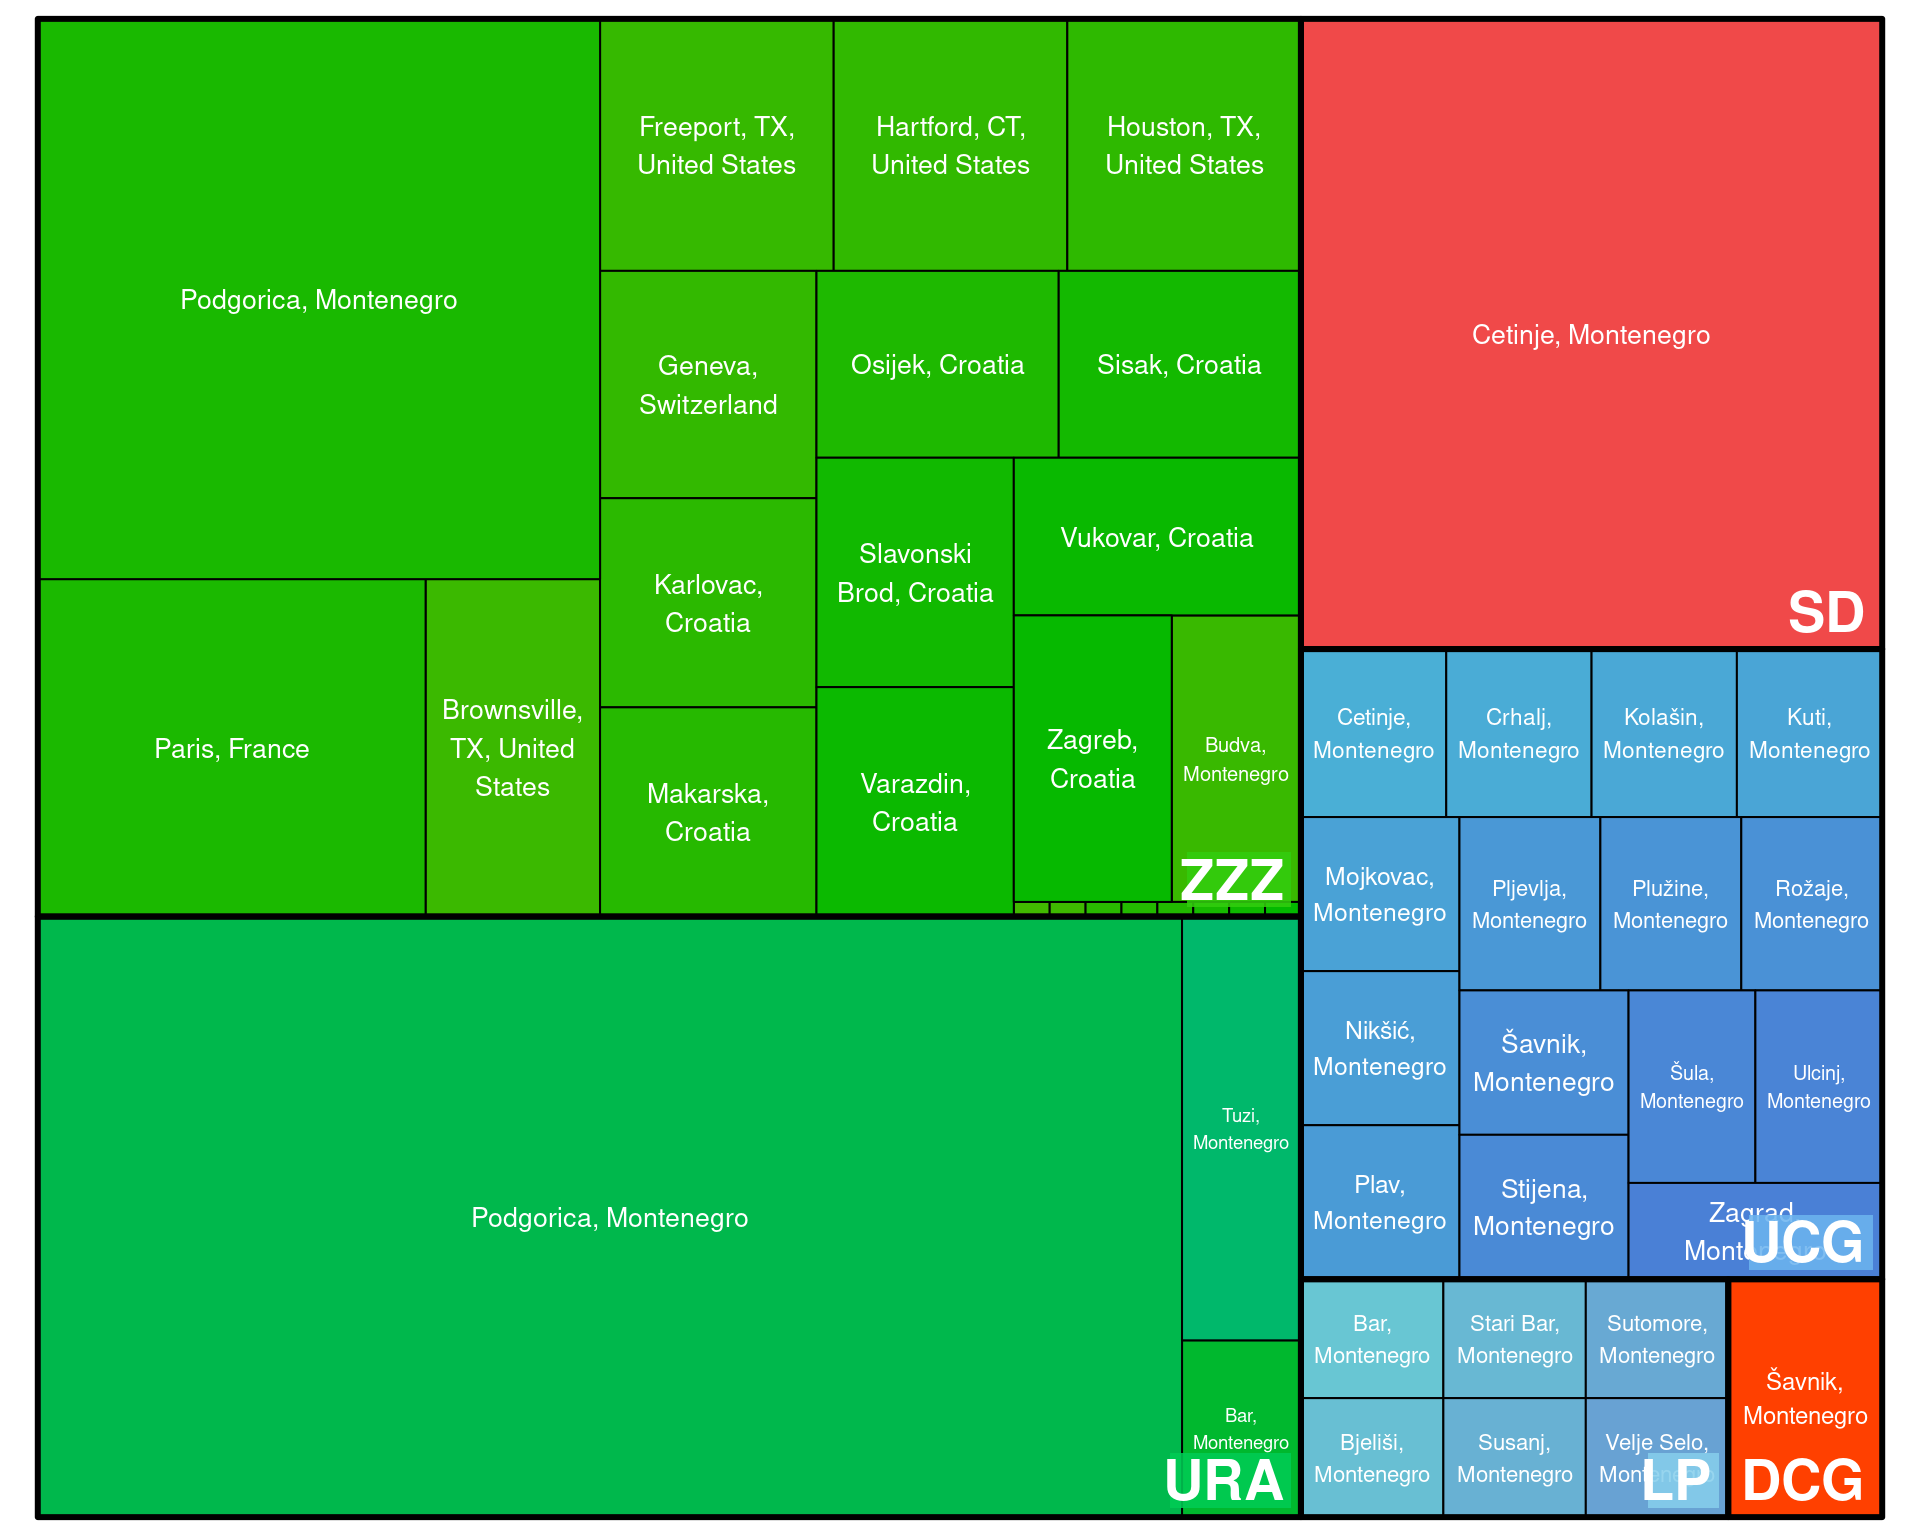 Podgorica, Montenegro
Paris, France
Brownsville,
TX, United
States
Freeport, TX,
United States
Hartford, CT,
United States
Houston, TX,
United States
Geneva,
Switzerland
Osijek, Croatia
Sisak, Croatia
Karlovac,
Croatia
Slavonski
Brod, Croatia
Vukovar, Croatia
Makarska,
Croatia
Varazdin,
Croatia
Zagreb,
Croatia
Budva,
Montenegro
ZZZ
Podgorica, Montenegro
Tuzi,
Montenegro
Bar,
Montenegro
URA
Cetinje, Montenegro
SD
Cetinje,
Montenegro
Crhalj,
Montenegro
Kolašin,
Montenegro
Kuti,
Montenegro
Mojkovac,
Montenegro
Pljevlja,
Montenegro
Plužine,
Montenegro
Rožaje,
Montenegro
Nikšić,
Montenegro
Šavnik,
Montenegro
Šula,
Montenegro
Ulcinj,
Montenegro
Plav,
Montenegro
Stijena,
Montenegro
Zagrad,
Montenegro
UCG
Bar,
Montenegro
Stari Bar,
Montenegro
Sutomore,
Montenegro
Bjeliši,
Montenegro
Susanj,
Montenegro
Velje Selo,
Montenegro
LP
Šavnik,
Montenegro
DCG